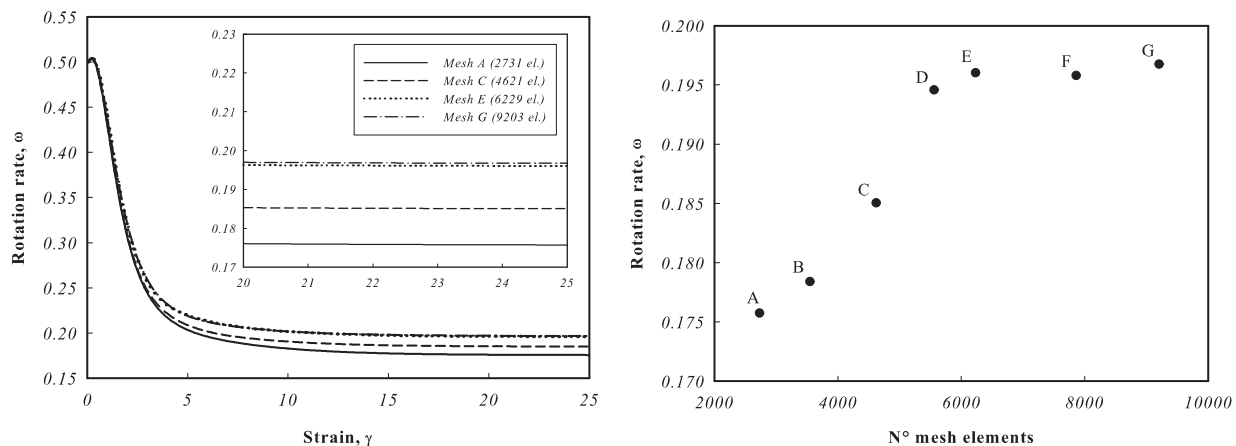 0.55
0.50
0.45
0.40
0.35
0.30
0.25
0.20
0.15
0
5
10
15
20
25
Rotation rate, ω
Strain, γ
0.23
0.22
0.21
0.20
0.19
0.18
0.17
20
21
22
23
24
25
Mesh A (2731 el.)
Mesh C (4621 el.)
Mesh E (6229 el.)
Mesh G (9203 el.)
0.200
0.195
0.190
0.185
0.180
0.175
0.170
2000
4000
6000
8000
10000
Rotation rate, ω
N° mesh elements
A
B
C
D
E
F
G